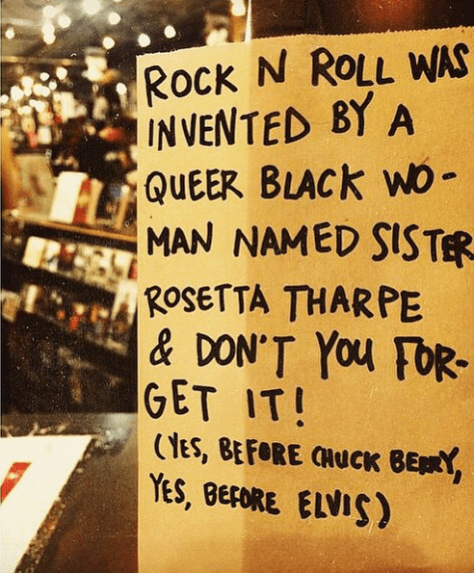 ROCK N ROLL WAS
INVENTED BY A
QUEER BLACK WO-
MAN NAMED SISTER
ROSETTA THARPE
& DON'T YOU FOR-
GET IT!
(YES, BEFORE CHUCK BERRY,
YES, BEFORE ELVIS)